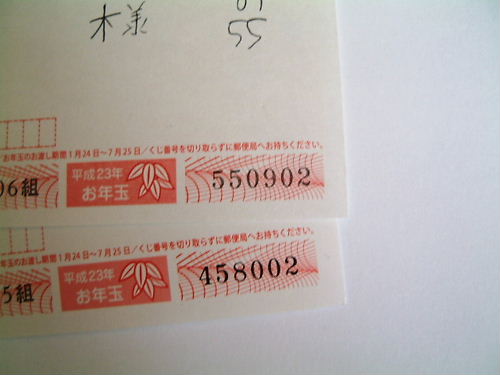 木様
55
お年玉のお渡し期間1月24日〜7月25日/くじ番号を切り取らずに郵便局へお持ちください。
06組 平成23年 お年玉 550902
年玉のお渡し期間1月24日〜7月25日/くじ番号を切り取らずに郵便局へお持ちください。
5組 平成23年 お年玉 458002